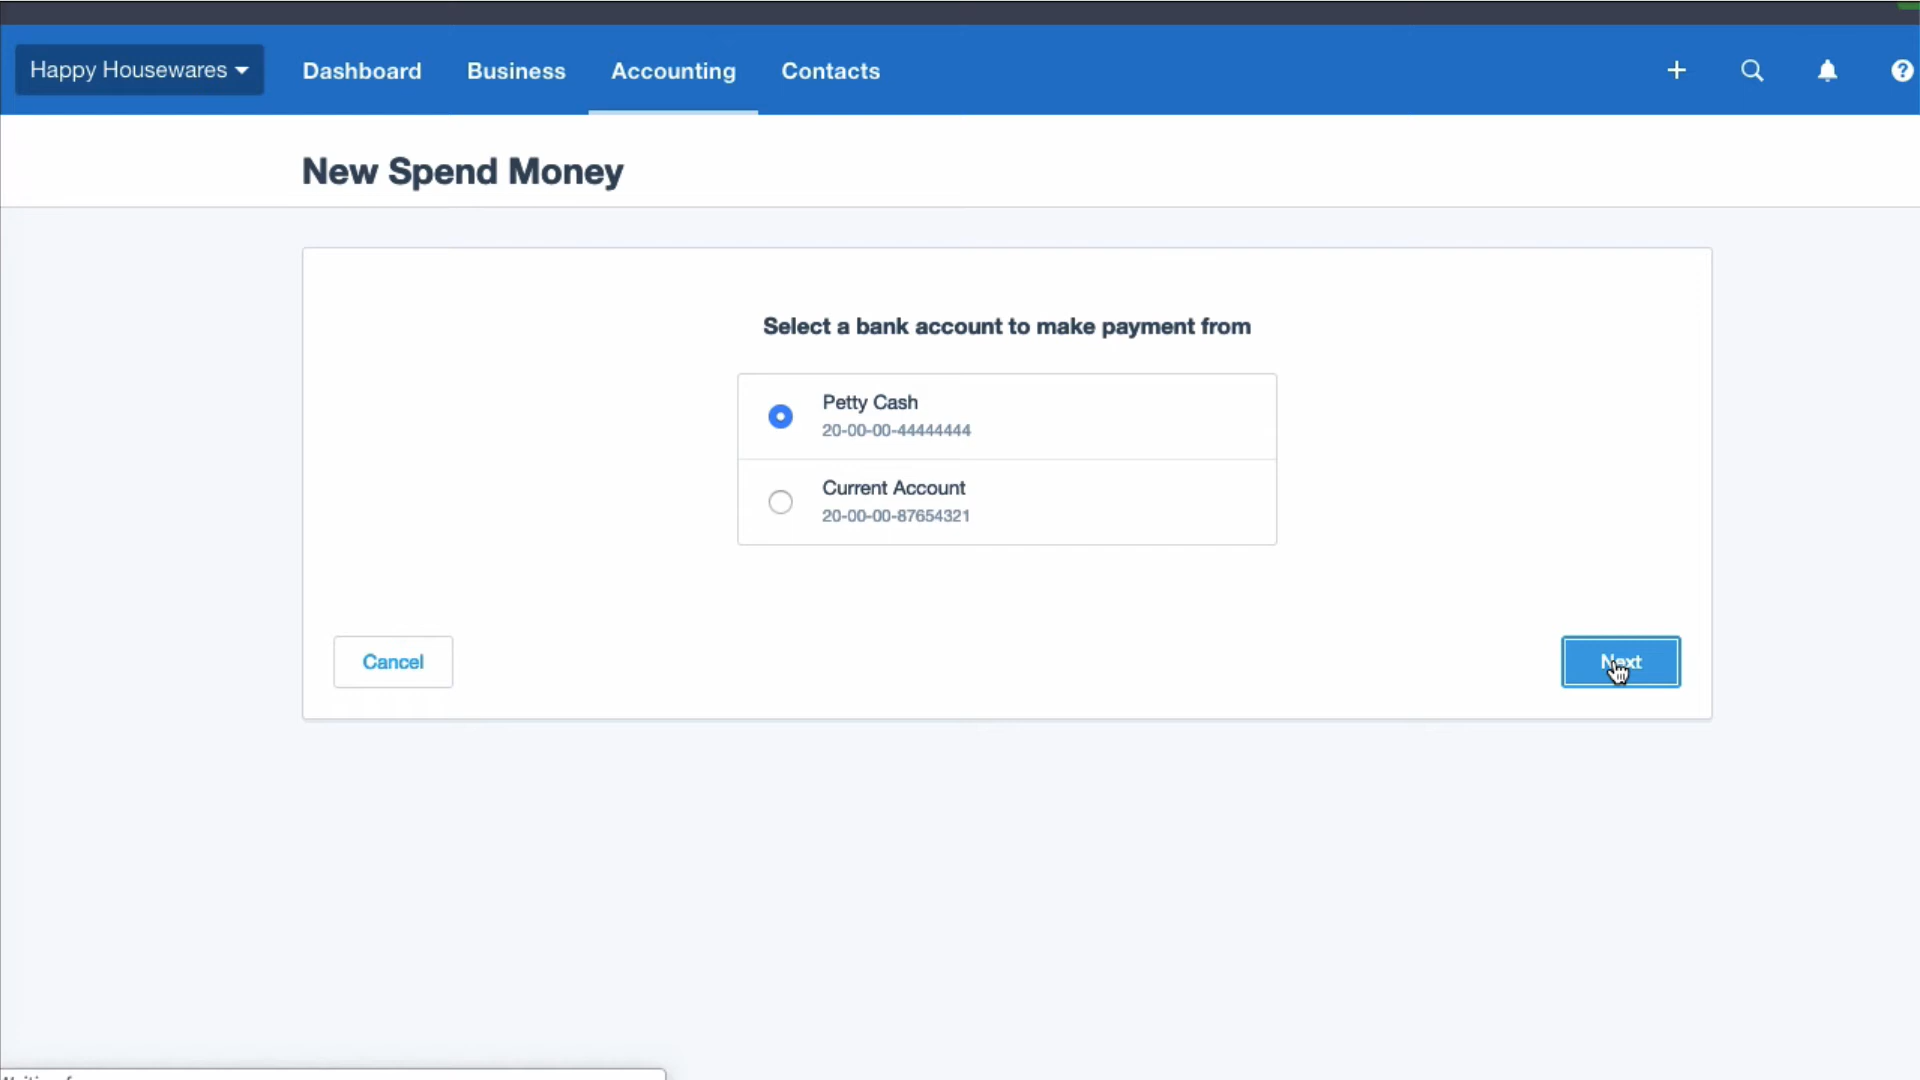 Happy Housewares
Dashboard
Business
Accounting
Contacts
?
New Spend Money
Select a bank account to make payment from
Petty Cash
20-00-00-44444444
Current Account
20-00-00-87654321
Cancel
Next